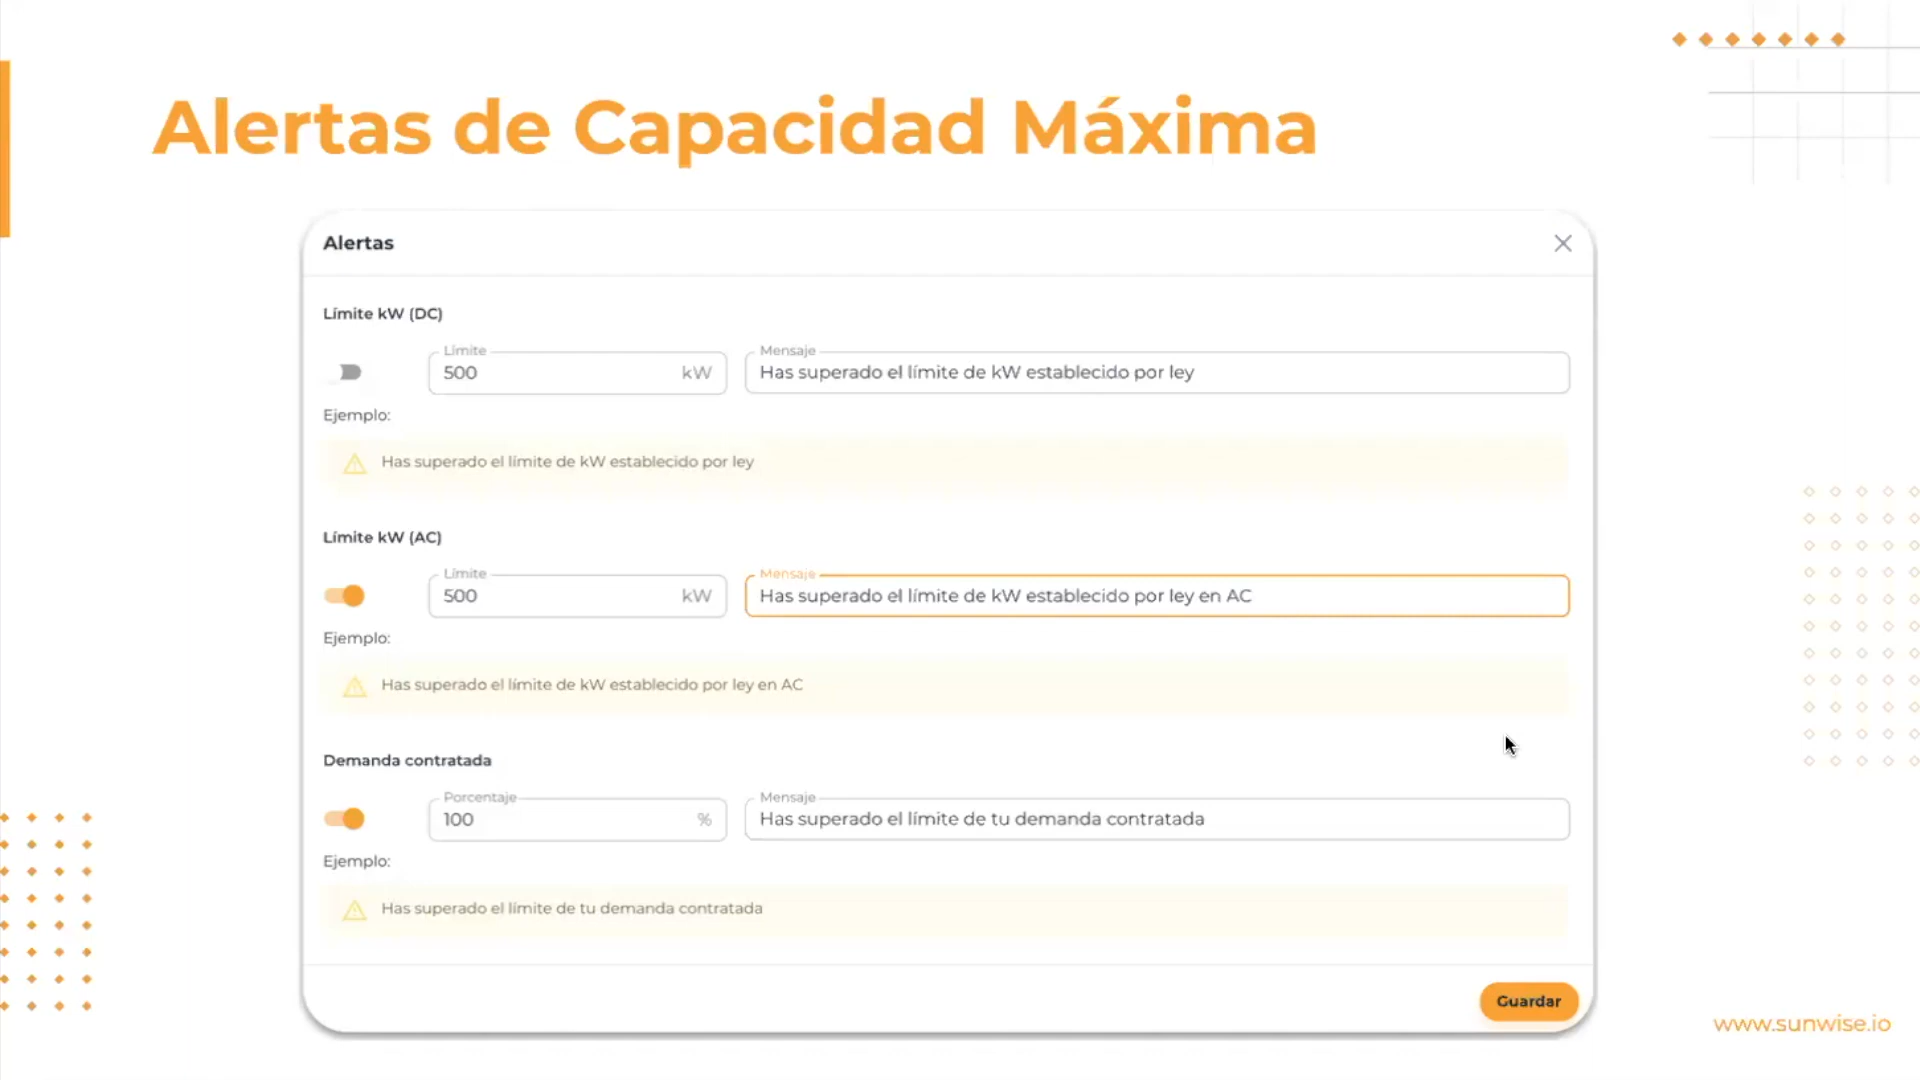 Alertas de Capacidad Máxima
Alertas
Límite kW (DC)
Límite
500 kW
Mensaje
Has superado el límite de kW establecido por ley
Ejemplo:
Has superado el límite de kW establecido por ley
Límite kW (AC)
Límite
500 kW
Mensaje
Has superado el límite de kW establecido por ley en AC
Ejemplo:
Has superado el límite de kW establecido por ley en AC
Demanda contratada
Porcentaje
100 %
Mensaje
Has superado el límite de tu demanda contratada
Ejemplo:
Has superado el límite de tu demanda contratada
Guardar
www.sunwise.io